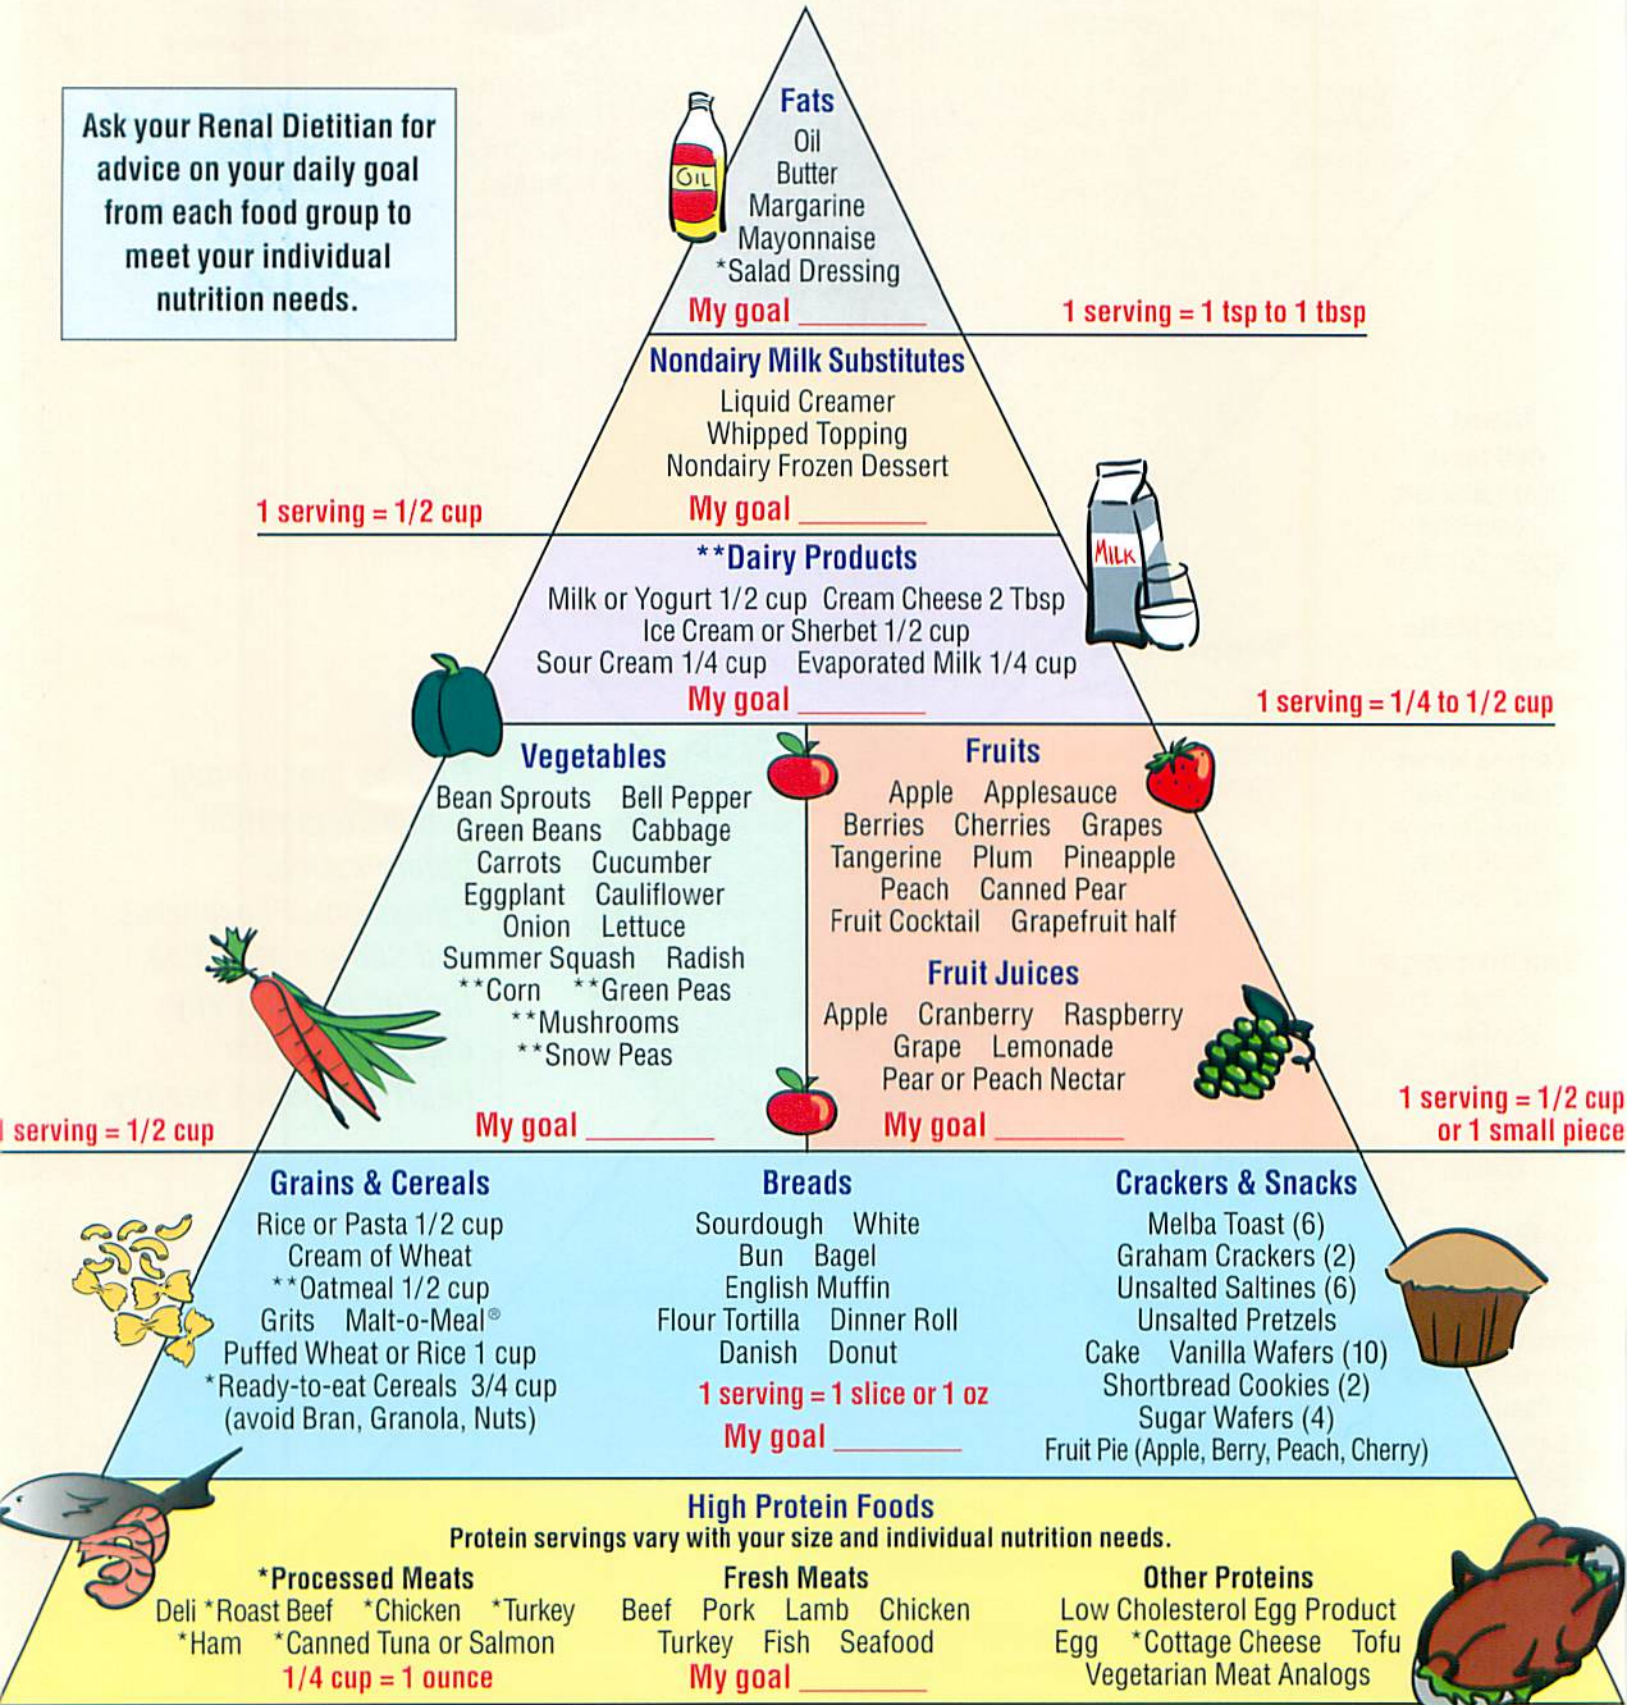 Ask your Renal Dietitian for
advice on your daily goal
from each food group to
meet your individual
nutrition needs.
Fats
OIL
Oil
Butter
Margarine
Mayonnaise
*Salad Dressing
My goal ________
1 serving = 1 tsp to 1 tbsp
Nondairy Milk Substitutes
Liquid Creamer
Whipped Topping
Nondairy Frozen Dessert
My goal ________
1 serving = 1/2 cup
**Dairy Products
MILK
Milk or Yogurt 1/2 cup Cream Cheese 2 Tbsp
Ice Cream or Sherbet 1/2 cup
Sour Cream 1/4 cup Evaporated Milk 1/4 cup
My goal ________
1 serving = 1/4 to 1/2 cup
Vegetables
Bean Sprouts Bell Pepper
Green Beans Cabbage
Carrots Cucumber
Eggplant Cauliflower
Onion Lettuce
Summer Squash Radish
**Corn **Green Peas
**Mushrooms
**Snow Peas
My goal ________
1 serving = 1/2 cup
Fruits
Apple Applesauce
Berries Cherries Grapes
Tangerine Plum Pineapple
Peach Canned Pear
Fruit Cocktail Grapefruit half
Fruit Juices
Apple Cranberry Raspberry
Grape Lemonade
Pear or Peach Nectar
My goal ________
1 serving = 1/2 cup
or 1 small piece
Grains & Cereals
Rice or Pasta 1/2 cup
Cream of Wheat
**Oatmeal 1/2 cup
Grits Malt-o-Meal®
Puffed Wheat or Rice 1 cup
*Ready-to-eat Cereals 3/4 cup
(avoid Bran, Granola, Nuts)
Breads
Sourdough White
Bun Bagel
English Muffin
Flour Tortilla Dinner Roll
Danish Donut
1 serving = 1 slice or 1 oz
My goal ________
Crackers & Snacks
Melba Toast (6)
Graham Crackers (2)
Unsalted Saltines (6)
Unsalted Pretzels
Cake Vanilla Wafers (10)
Shortbread Cookies (2)
Sugar Wafers (4)
Fruit Pie (Apple, Berry, Peach, Cherry)
High Protein Foods
Protein servings vary with your size and individual nutrition needs.
*Processed Meats
Deli *Roast Beef *Chicken *Turkey
*Ham *Canned Tuna or Salmon
1/4 cup = 1 ounce
Fresh Meats
Beef Pork Lamb Chicken
Turkey Fish Seafood
My goal ________
Other Proteins
Low Cholesterol Egg Product
Egg *Cottage Cheese Tofu
Vegetarian Meat Analogs